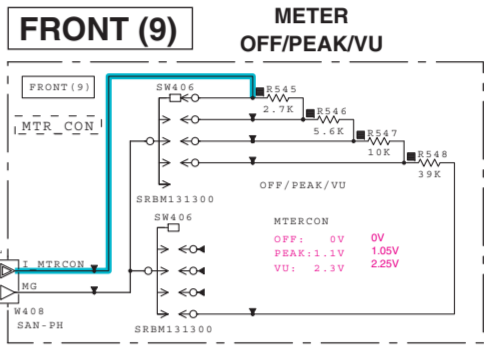 FRONT (9)
METER
OFF/PEAK/VU
FRONT(9)
MTR_CON
SW406
R545
2.7K
R546
5.6K
R547
10K
R548
39K
SRBM131300
OFF/PEAK/VU
SW406
MTERCON
OFF: 0V 0V
PEAK:1.1V 1.05V
VU: 2.3V 2.25V
I_MTRCON
MG
W408
SAN-PH
SRBM131300